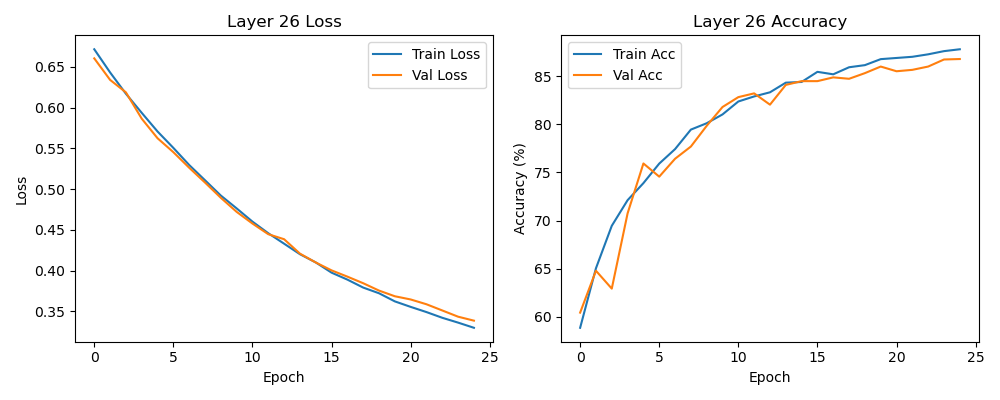 Layer 26 Loss
Train Loss
Val Loss
0.65
0.60
0.55
0.50
0.45
0.40
0.35
Loss
0 5 10 15 20 25
Epoch
Layer 26 Accuracy
Train Acc
Val Acc
85
80
75
70
65
60
Accuracy (%)
0 5 10 15 20 25
Epoch